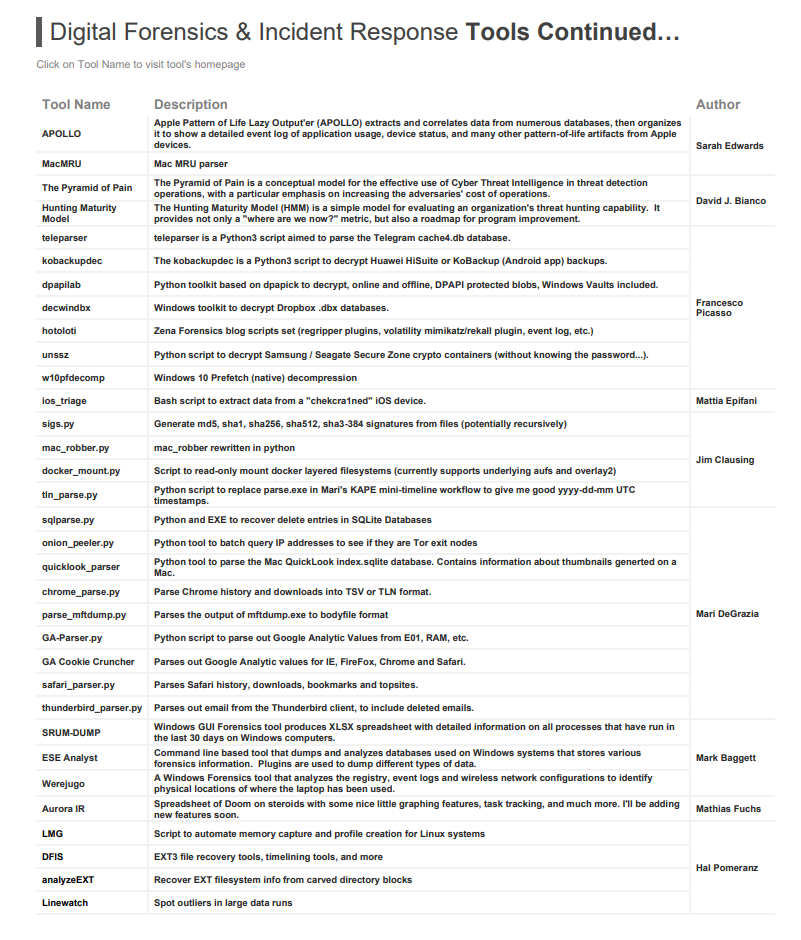 Digital Forensics & Incident Response Tools Continued…
Click on Tool Name to visit tool's homepage
Tool Name Description Author
APOLLO
Apple Pattern of Life Lazy Output'er (APOLLO) extracts and correlates data from numerous databases, then organizes
it to show a detailed event log of application usage, device status, and many other pattern-of-life artifacts from Apple
devices.
Sarah Edwards
MacMRU Mac MRU parser
The Pyramid of Pain
The Pyramid of Pain is a conceptual model for the effective use of Cyber Threat Intelligence in threat detection
operations, with a particular emphasis on increasing the adversaries' cost of operations.
David J. Bianco
Hunting Maturity
Model
The Hunting Maturity Model (HMM) is a simple model for evaluating an organization's threat hunting capability.  It
provides not only a "where are we now?" metric, but also a roadmap for program improvement.
teleparser teleparser is a Python3 script aimed to parse the Telegram cache4.db database.
kobackupdec The kobackupdec is a Python3 script to decrypt Huawei HiSuite or KoBackup (Android app) backups.
dpapilab Python toolkit based on dpapick to decrypt, online and offline, DPAPI protected blobs, Windows Vaults included.
decwindbx Windows toolkit to decrypt Dropbox .dbx databases.
Francesco
Picasso
hotoloti Zena Forensics blog scripts set (regripper plugins, volatility mimikatz/rekall plugin, event log, etc.)
unssz Python script to decrypt Samsung / Seagate Secure Zone crypto containers (without knowing the password...).
w10pfdecomp Windows 10 Prefetch (native) decompression
ios_triage Bash script to extract data from a "chekcra1ned" iOS device. Mattia Epifani
sigs.py Generate md5, sha1, sha256, sha512, sha3-384 signatures from files (potentially recursively)
mac_robber.py mac_robber rewritten in python
Jim Clausing
docker_mount.py Script to read-only mount docker layered filesystems (currently supports underlying aufs and overlay2)
tln_parse.py
Python script to replace parse.exe in Mari's KAPE mini-timeline workflow to give me good yyyy-dd-mm UTC
timestamps.
sqlparse.py Python and EXE to recover delete entries in SQLite Databases
onion_peeler.py Python tool to batch query IP addresses to see if they are Tor exit nodes
quicklook_parser
Python tool to parse the Mac QuickLook index.sqlite database. Contains information about thumbnails generted on a
Mac.
chrome_parse.py Parse Chrome history and downloads into TSV or TLN format.
parse_mftdump.py Parses the output of mftdump.exe to bodyfile format
Mari DeGrazia
GA-Parser.py Python script to parse out Google Analytic Values from E01, RAM, etc.
GA Cookie Cruncher Parses out Google Analytic values for IE, FireFox, Chrome and Safari.
safari_parser.py Parses Safari history, downloads, bookmarks and topsites.
thunderbird_parser.py Parses out email from the Thunderbird client, to include deleted emails.
SRUM-DUMP
Windows GUI Forensics tool produces XLSX spreadsheet with detailed information on all processes that have run in
the last 30 days on Windows computers.
ESE Analyst
Command line based tool that dumps and analyzes databases used on Windows systems that stores various
forensics information.  Plugins are used to dump different types of data.
Mark Baggett
Werejugo
A Windows Forensics tool that analyzes the registry, event logs and wireless network configurations to identify
physical locations of where the laptop has been used.
Aurora IR
Spreadsheet of Doom on steroids with some nice little graphing features, task tracking, and much more. I'll be adding
new features soon.
Mathias Fuchs
LMG Script to automate memory capture and profile creation for Linux systems
DFIS EXT3 file recovery tools, timelining tools, and more
Hal Pomeranz
analyzeEXT Recover EXT filesystem info from carved directory blocks
Linewatch Spot outliers in large data runs